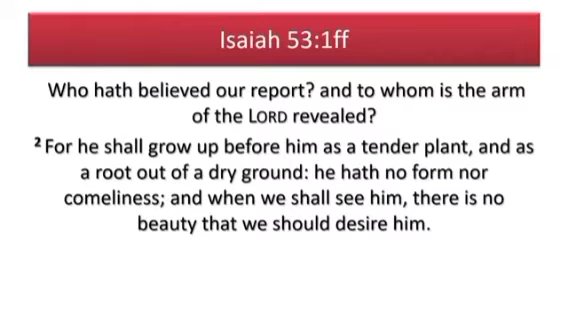 Isaiah 53:1ff
Who hath believed our report? and to whom is the arm
of the LORD revealed?
² For he shall grow up before him as a tender plant, and as
a root out of a dry ground: he hath no form nor
comeliness; and when we shall see him, there is no
beauty that we should desire him.